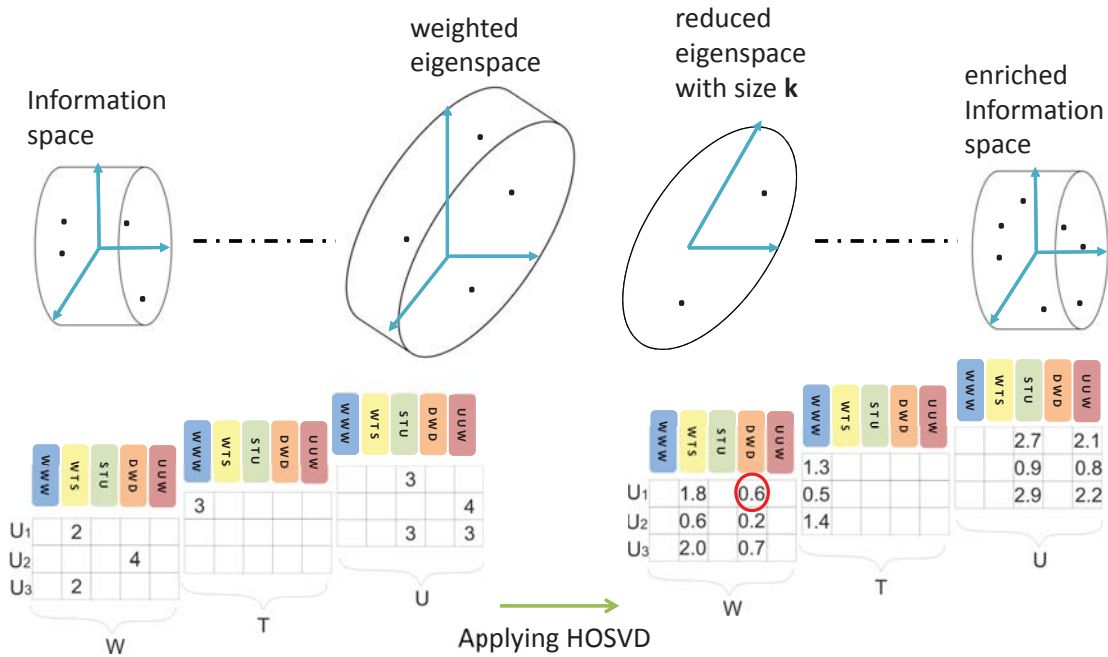 Information
space
weighted
eigenspace
reduced
eigenspace
with size k
enriched
Information
space
WWW WTS STU DWD UUW
U1 2
U2 4
U3 2
W
WWW WTS STU DWD UUW
3
T
WWW WTS STU DWD UUW
3
4
3 3
U
Applying HOSVD
WWW WTS STU DWD UUW
U1 1.8 0.6
U2 0.6 0.2
U3 2.0 0.7
W
WWW WTS STU DWD UUW
1.3
0.5
1.4
T
WWW WTS STU DWD UUW
2.7 2.1
0.9 0.8
2.9 2.2
U